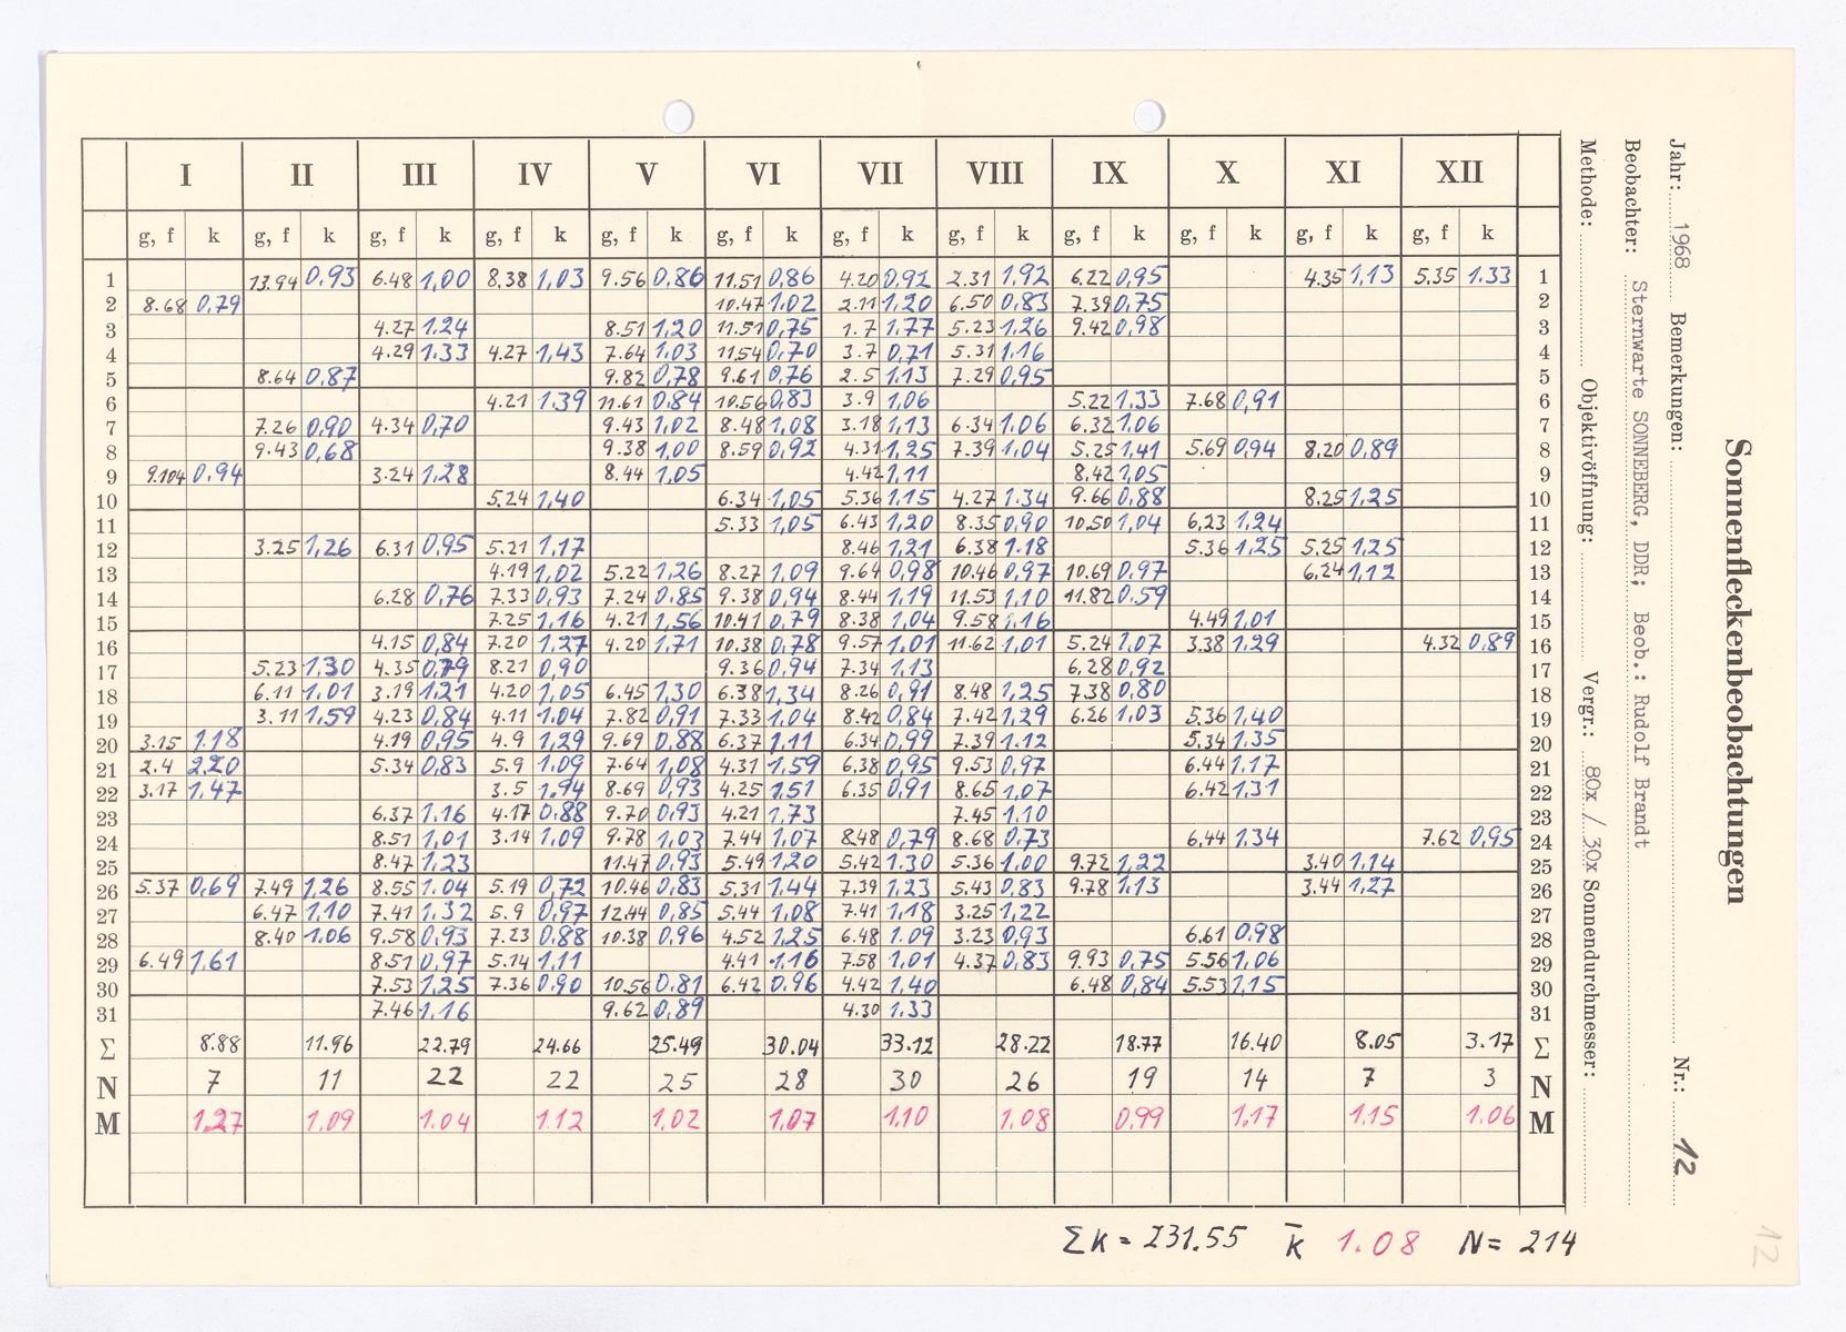 I II III IV V VI VII VIII IX X XI XII
g, f k g, f k g, f k g, f k g, f k g, f k g, f k g, f k g, f k g, f k g, f k g, f k
1 13.94 0.93 6.48 1,00 8.38 1,03 9.56 0,86 11.51 0,86 4.20 0,92 2.31 1.92 6.22 0,95 4.35 1,13 5.35 1.33 1
2 8.68 0,79 10.47 1.02 2.11 1,20 6.50 0,83 7.39 0,75 2
3 4.27 1.24 8.51 1,20 11.51 0,75 1.7 1,77 5.23 1,26 9.42 0,98 3
4 4.29 1.33 4.27 1,43 7.64 1.03 11.54 0,70 3.7 0,71 5.31 1.16 4
5 8.64 0,87 9.82 0,78 9.61 0,76 2.5 1.13 7.29 0,95 5
6 4.21 1.39 11.61 0,84 10.56 0,83 3.9 1,06 5.22 1.33 7.68 0,91 6
7 7.26 0,90 4.34 0,70 9.43 1,02 8.48 1,08 3.18 1,13 6.34 1.06 6.32 1.06 7
8 9.43 0,68 9.38 1,00 8.59 0,92 4.31 1,25 7.39 1,04 5.25 1,41 5.69 0,94 8.20 0,89 8
9 9.104 0,94 3.24 1,28 8.44 1,05 4.42 1,11 8.42 1,05 9
10 5.24 1,40 6.34 1,05 5.36 1.15 4.27 1.34 9.66 0,88 8.25 1,25 10
11 5.33 1,05 6.43 1,20 8.35 0,90 10.50 1,04 6,23 1,24 11
12 3.25 1,26 6.31 0,95 5.21 1,17 8.46 1,21 6.38 1.18 5.36 1,25 5.25 1,25 12
13 4.19 1,02 5.22 1,26 8.27 1,09 9.64 0,98 10.46 0,97 10.69 0,97 6,24 1,12 13
14 6.28 0,76 7.33 0,93 7.24 0.85 9.38 0,94 8.44 1,19 11.53 1,10 11.82 0.59 14
15 7.25 1.16 4.21 1,56 10.41 0,79 8.38 1,04 9.58 1,16 4.49 1,01 15
16 4.15 0,84 7.20 1.27 4.20 1,71 10.38 0,78 9.57 1,01 11.62 1,01 5.24 1,07 3.38 1,29 4.32 0,89 16
17 5.23 1,30 4.35 0,79 8.21 0,90 9.36 0,94 7.34 1,13 6,28 0,92 17
18 6.11 1,01 3.19 1,21 4.20 1,05 6.45 1,30 6.38 1,34 8.26 0,91 8.48 1,25 7.38 0,80 18
19 3.11 1,59 4.23 0,84 4.11 1.04 7.82 0,91 7.33 1.04 8.42 0,84 7.42 1,29 6.26 1,03 5.36 1,40 19
20 3.15 1.18 4.19 0,95 4.9 1,29 9.69 0,88 6.37 1,11 6.34 0,99 7.39 1.12 5.34 1.35 20
21 2.4 2,20 5.34 0,83 5.9 1,09 7.64 1,08 4.31 1,59 6,38 0,95 9.53 0,97 6.44 1,17 21
22 3.17 1,47 3.5 1,94 8.69 0,93 4.25 1,51 6.35 0,91 8.65 1,07 6.42 1,31 22
23 6.37 1.16 4.17 0,88 9.70 0,93 4.21 1,73 7.45 1.10 23
24 8.51 1,01 3.14 1,09 9.78 1,03 7.44 1.07 8.48 0,79 8.68 0,73 6,44 1.34 7.62 0,95 24
25 8.47 1,23 11.47 0,93 5.49 1.20 5.42 1.30 5.36 1.00 9.72 1,22 3.40 1,14 25
26 5.37 0,69 7.49 1,26 8.55 1.04 5.19 0,72 10.46 0,83 5.31 1,44 7.39 1,23 5.43 0,83 9.78 1,13 3.44 1,27 26
27 6.47 1,10 7.41 1.32 5.9 0,97 12.44 0,85 5.44 1,08 7.41 1,18 3.25 1,22 27
28 8.40 1.06 9.58 0,93 7.23 0,88 10.38 0,96 4.52 1,25 6.48 1.09 3.23 0,93 6.61 0,98 28
29 6.49 1,61 8.51 0,97 5.14 1,11 4.41 1.16 7.58 1,01 4.37 0,83 9.93 0,75 5.56 1,06 29
30 7.53 1,25 7.36 0.90 10.56 0.81 6.42 0.96 4.42 1,40 6.48 0,84 5.53 1,15 30
31 7.46 1.16 9.62 0,89 4.30 1.33 31
Σ 8.88 11.96 22.79 24.66 25.49 30.04 33.12 28.22 18.77 16.40 8.05 3.17 Σ
N 7 11 22 22 25 28 30 26 19 14 7 3 N
M 1.27 1,09 1.04 1.12 1,02 1,07 1,10 1,08 0,99 1,17 1,15 1.06 M
Σk = 231.55 k̄ 1.08 N = 214
Sonnenfleckenbeobachtungen
Jahr: 1968 Bemerkungen: Nr.: 12
Beobachter: Sternwarte SONNEBERG, DDR; Beob.: Rudolf Brandt
Methode: Objektivöffnung: Vergr.: 80x / 30x Sonnendurchmesser:
12